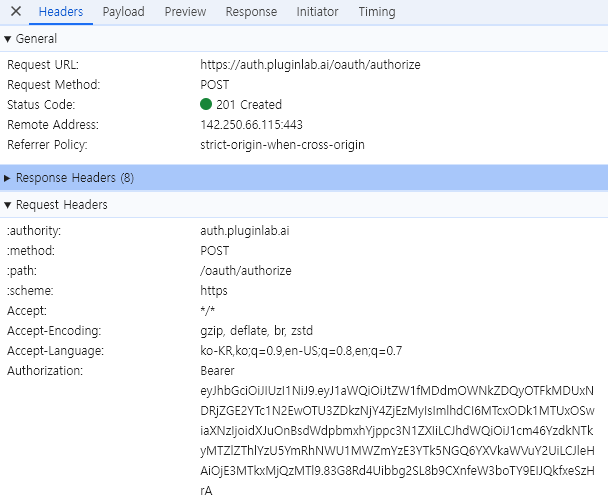 Headers Payload Preview Response Initiator Timing
General
Request URL: https://auth.pluginlab.ai/oauth/authorize
Request Method: POST
Status Code: 201 Created
Remote Address: 142.250.66.115:443
Referrer Policy: strict-origin-when-cross-origin
Response Headers (8)
Request Headers
:authority: auth.pluginlab.ai
:method: POST
:path: /oauth/authorize
:scheme: https
Accept: */*
Accept-Encoding: gzip, deflate, br, zstd
Accept-Language: ko-KR,ko;q=0.9,en-US;q=0.8,en;q=0.7
Authorization: Bearer
eyJhbGciOiJIUzI1NiJ9.eyJ1aWQiOiJtZW1fMDdmOWNkZDQyOTFkMDUxN
DRjZGE2YTc1N2EwOTU3ZDkzNjY4ZjEzMyIsImlhdCI6MTcxODk1MTUxOSw
iaXNzIjoidXJuOnBsdWdpbmxhYjppc3N1ZXIiLCJhdWQiOiJ1cm46YzdkNTk
yMTZlZThlYzU5YmRhNWU1MWZmYzE3YTk5NGQ6YXVkaWVuY2UiLCJleH
AiOjE3MTkxMjQzMTl9.83G8Rd4Uibbg2SL8b9CXnfeW3boTY9ElJQkfxeSzH
rA